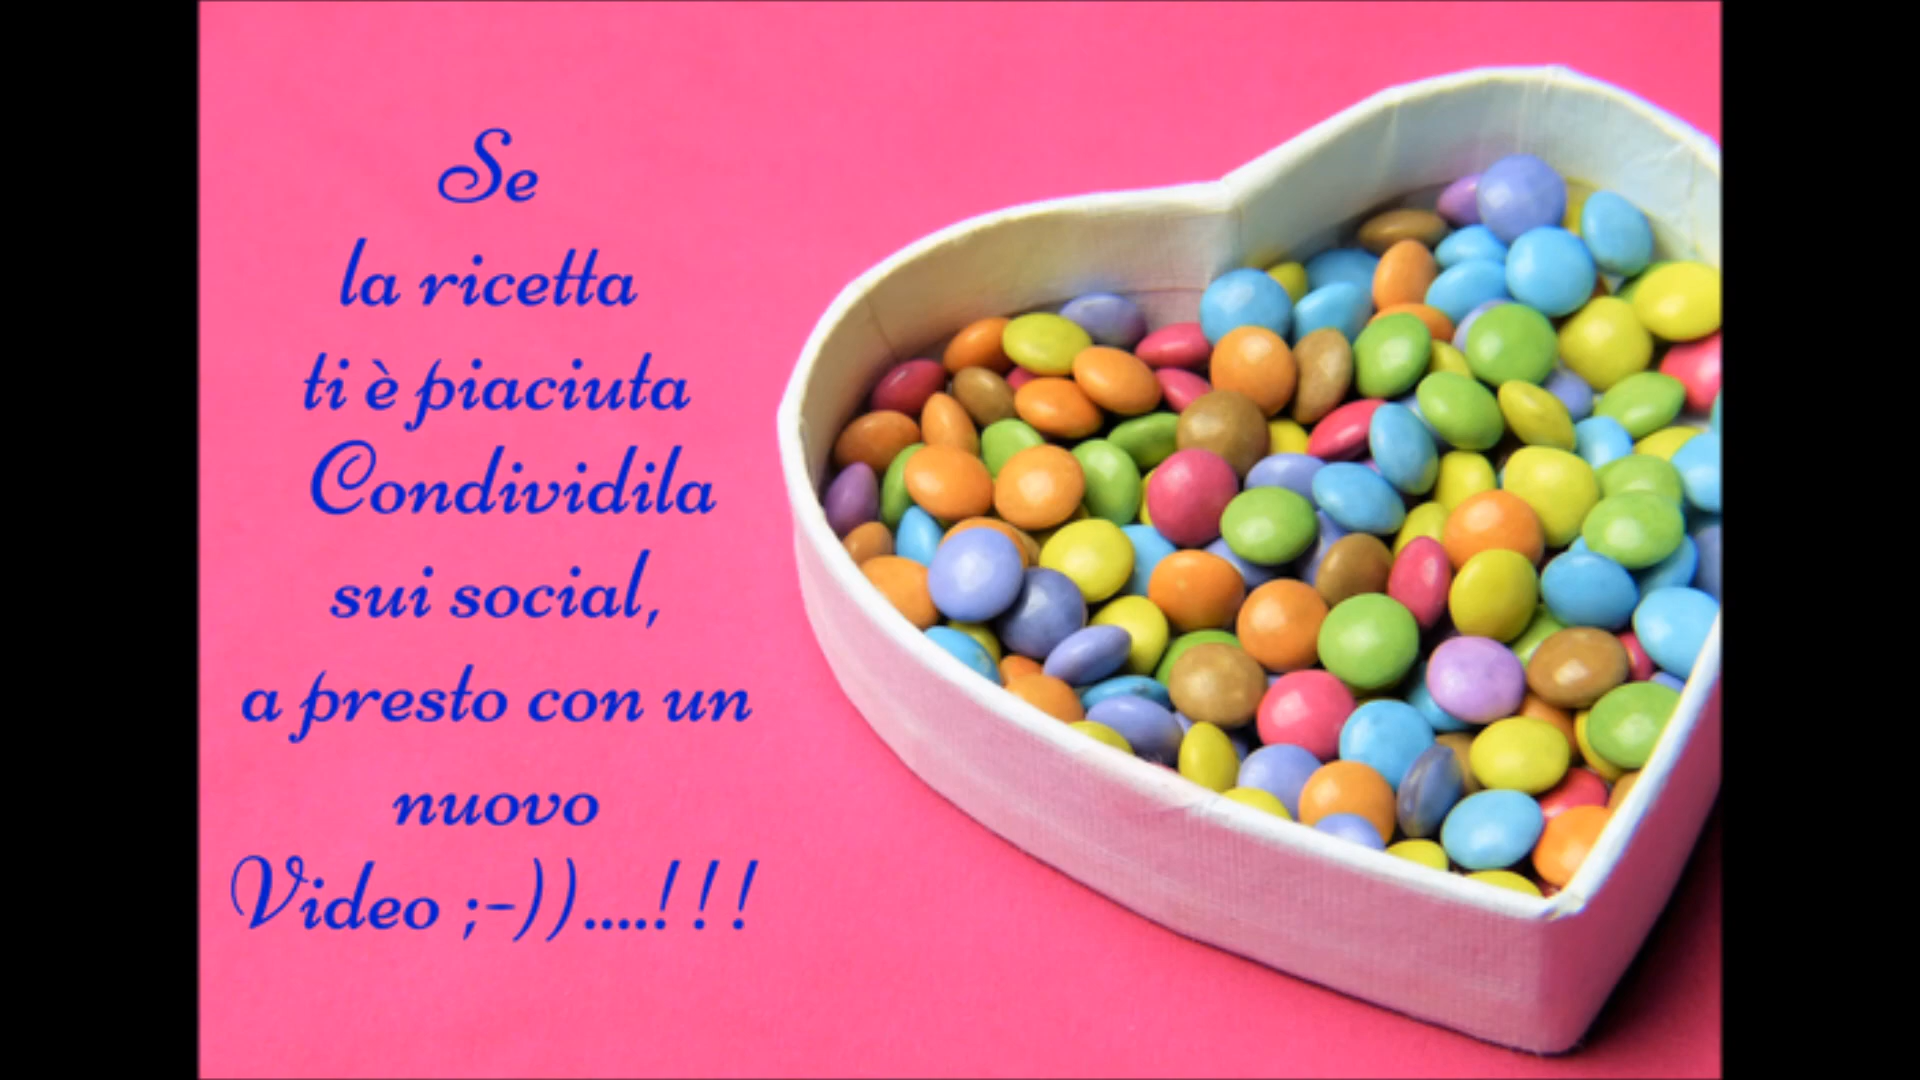 Se
la ricetta
ti è piaciuta
Condividila
sui social,
a presto con un
nuovo
Video ;-))....!!!